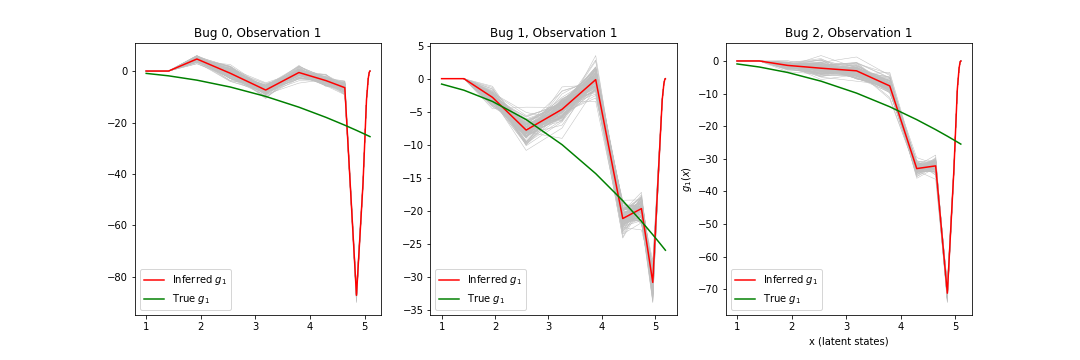 Bug 0, Observation 1
0
−20
−40
−60
−80
1 2 3 4 5
Inferred g₁
True g₁
Bug 1, Observation 1
5
0
−5
−10
−15
−20
−25
−30
−35
1 2 3 4 5
Inferred g₁
True g₁
Bug 2, Observation 1
g₁(x)
0
−10
−20
−30
−40
−50
−60
−70
1 2 3 4 5
x (latent states)
Inferred g₁
True g₁